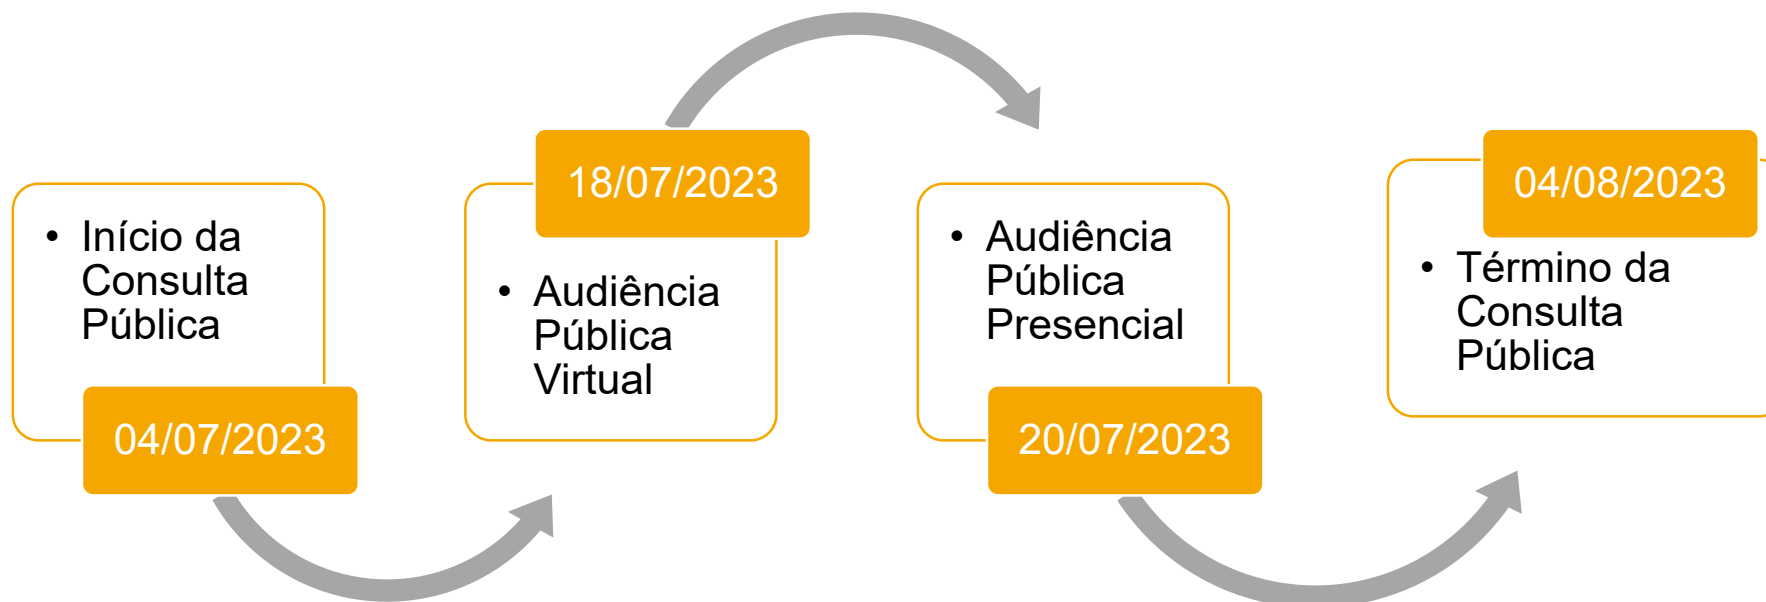 • Início da
Consulta
Pública
04/07/2023
18/07/2023
• Audiência
Pública
Virtual
• Audiência
Pública
Presencial
20/07/2023
04/08/2023
• Término da
Consulta
Pública